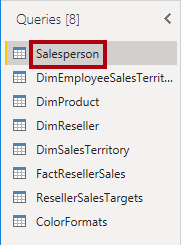 Queries [8]
Salesperson
DimEmployeeSalesTerrit...
DimProduct
DimReseller
DimSalesTerritory
FactResellerSales
ResellerSalesTargets
ColorFormats